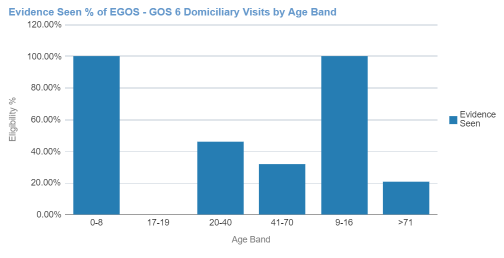 Evidence Seen % of EGOS - GOS 6 Domiciliary Visits by Age Band
120.00%
100.00%
80.00%
60.00%
40.00%
20.00%
0.00%
Eligibility %
0-8
17-19
20-40
41-70
9-16
>71
Age Band
Evidence
Seen